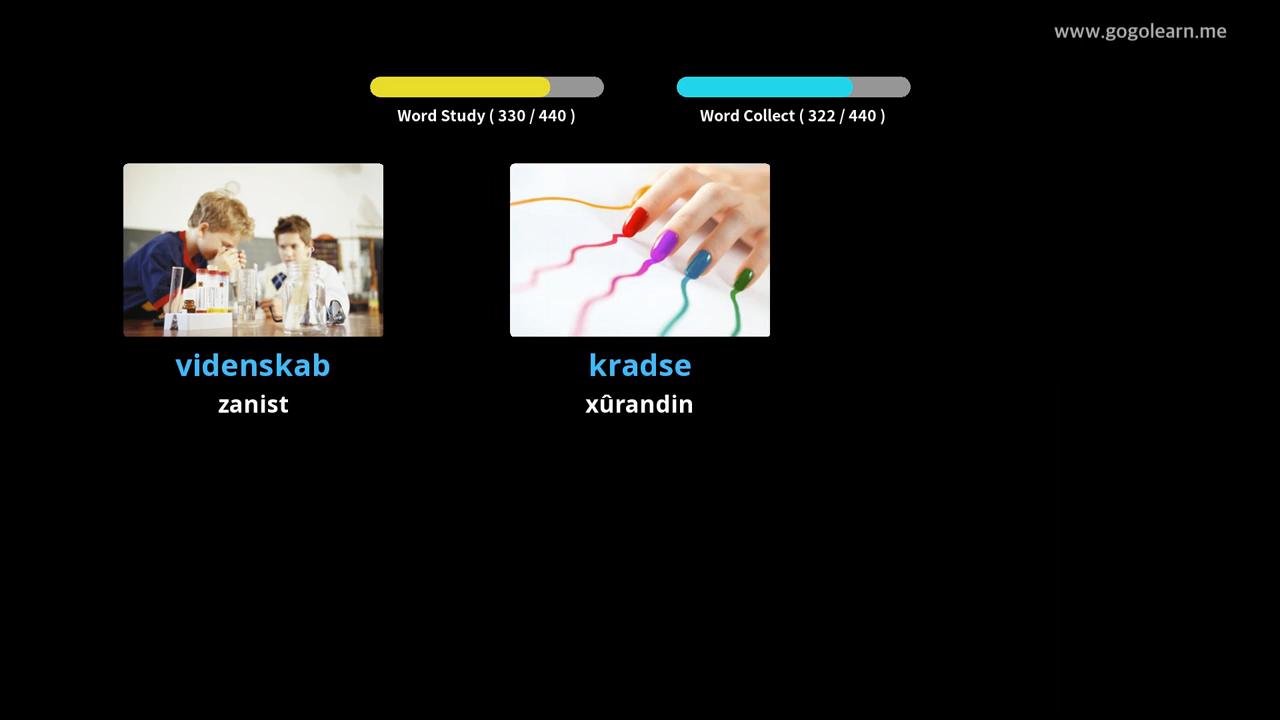 www.gogolearn.me
Word Study ( 330 / 440 )
Word Collect ( 322 / 440 )
videnskab
zanist
kradse
xûrandin